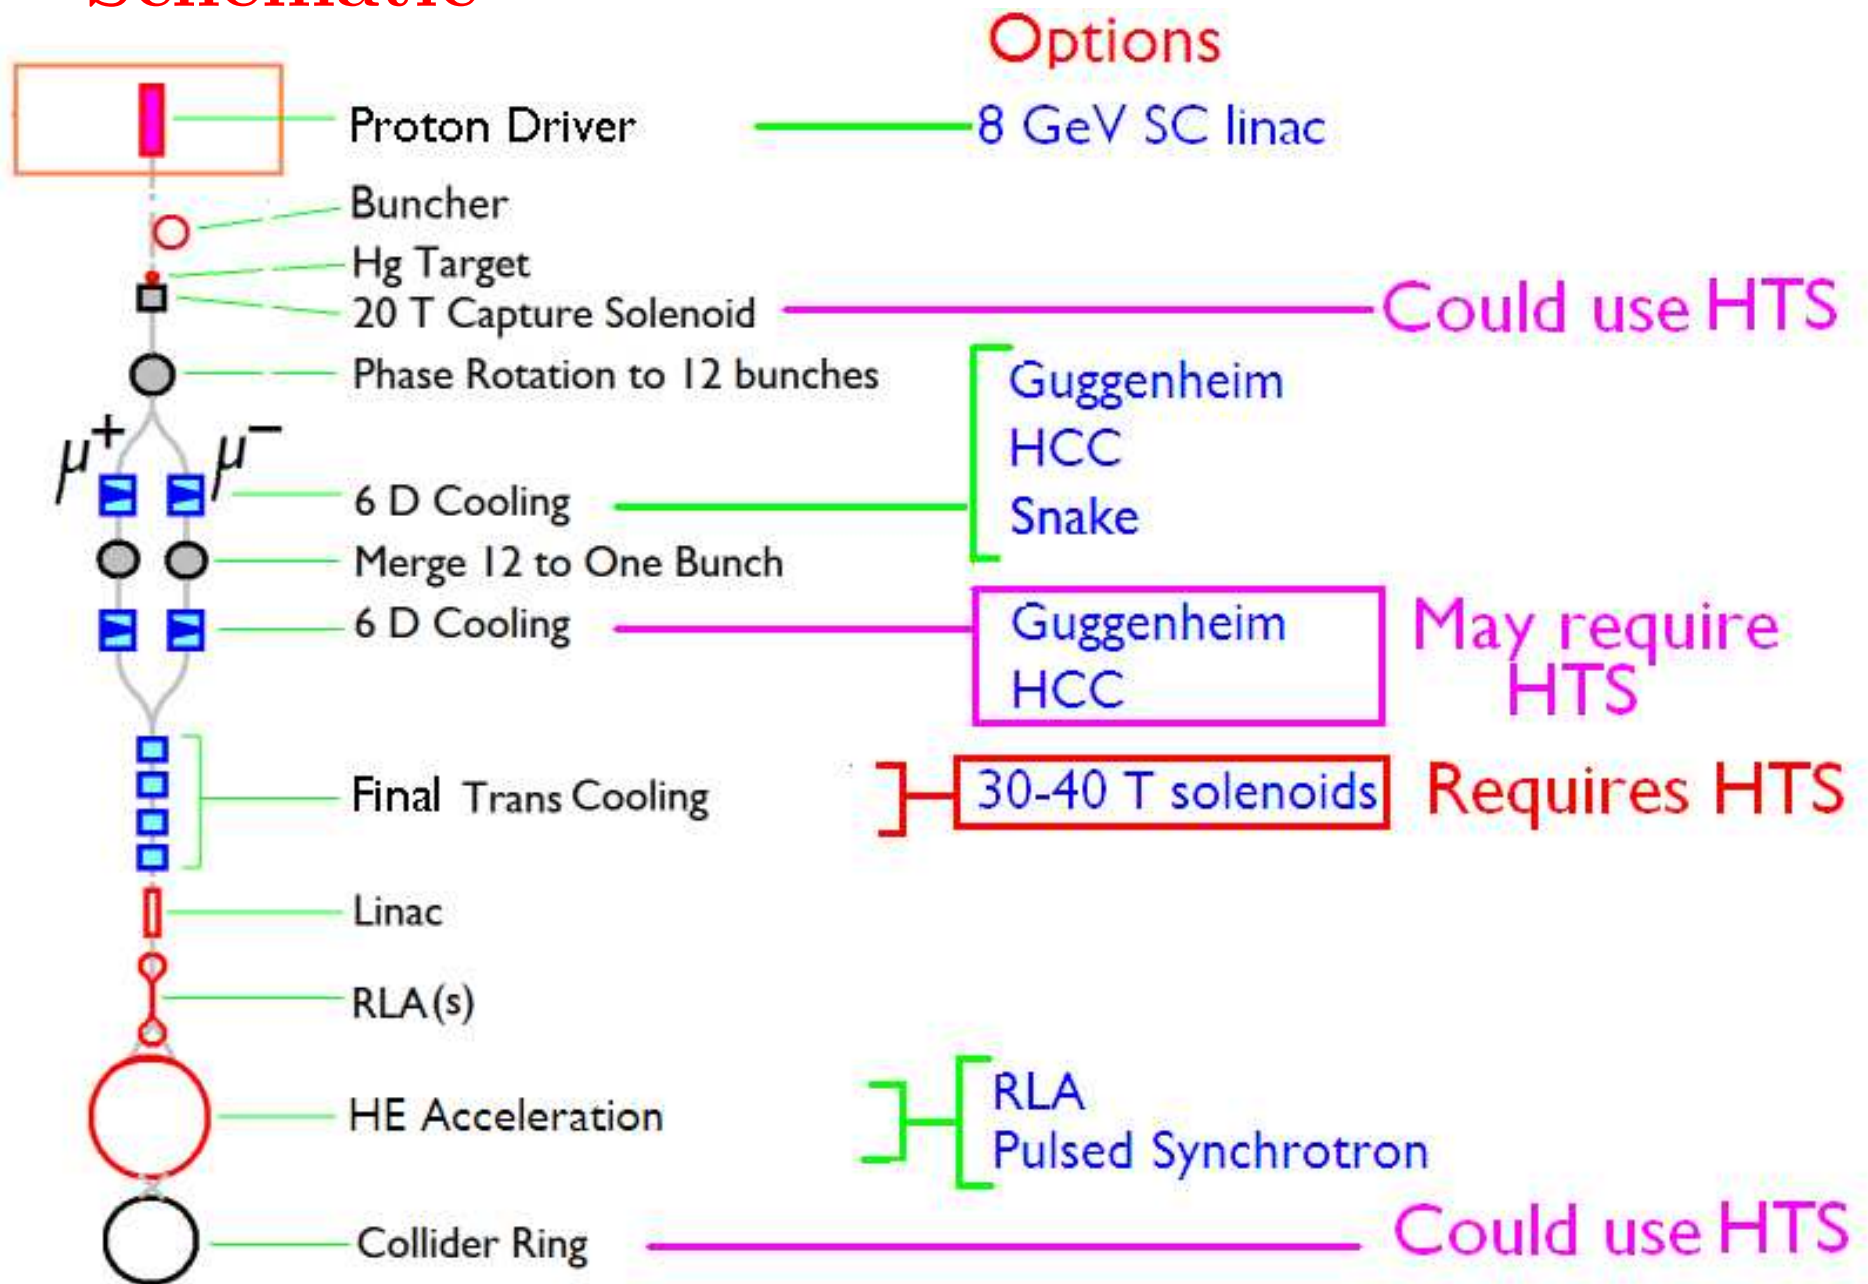 Schematic
Options
Proton Driver
8 GeV SC linac
Buncher
Hg Target
20 T Capture Solenoid
Could use HTS
Phase Rotation to 12 bunches
Guggenheim
HCC
Snake
μ+
μ−
6 D Cooling
Merge 12 to One Bunch
6 D Cooling
Guggenheim
HCC
May require
HTS
Final Trans Cooling
30-40 T solenoids
Requires HTS
Linac
RLA(s)
HE Acceleration
RLA
Pulsed Synchrotron
Collider Ring
Could use HTS